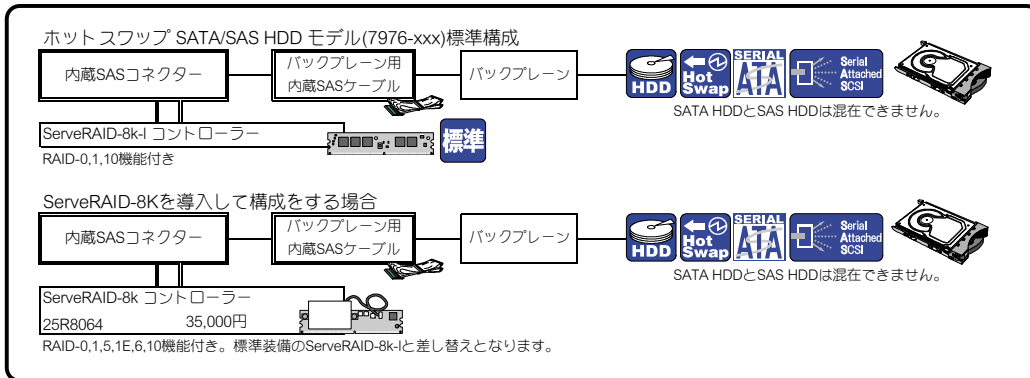 ホットスワップ SATA/SAS HDD モデル(7976-xxx)標準構成
内蔵SASコネクター
バックプレーン用
内蔵SASケーブル
バックプレーン
HDD
Hot
Swap
SERIAL
ATA
Serial
Attached
SCSI
SATA HDDとSAS HDDは混在できません。
ServeRAID-8k-l コントローラー
標準
RAID-0,1,10機能付き
ServeRAID-8Kを導入して構成をする場合
内蔵SASコネクター
バックプレーン用
内蔵SASケーブル
バックプレーン
HDD
Hot
Swap
SERIAL
ATA
Serial
Attached
SCSI
SATA HDDとSAS HDDは混在できません。
ServeRAID-8k コントローラー
25R8064 35,000円
RAID-0,1,5,1E,6,10機能付き。標準装備のServeRAID-8k-lと差し替えとなります。